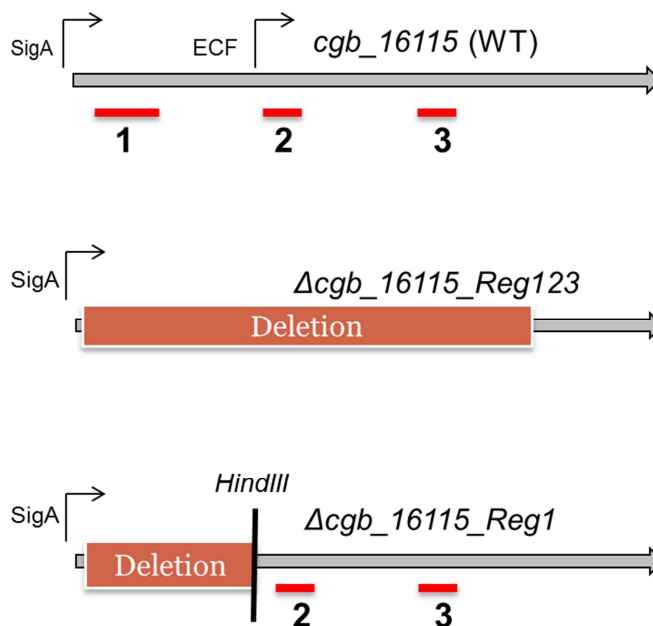 SigA ECF cgb_16115 (WT)
1 2 3
Δcgb_16115_Reg123
SigA
Deletion
HindIII
SigA Δcgb_16115_Reg1
Deletion
2 3